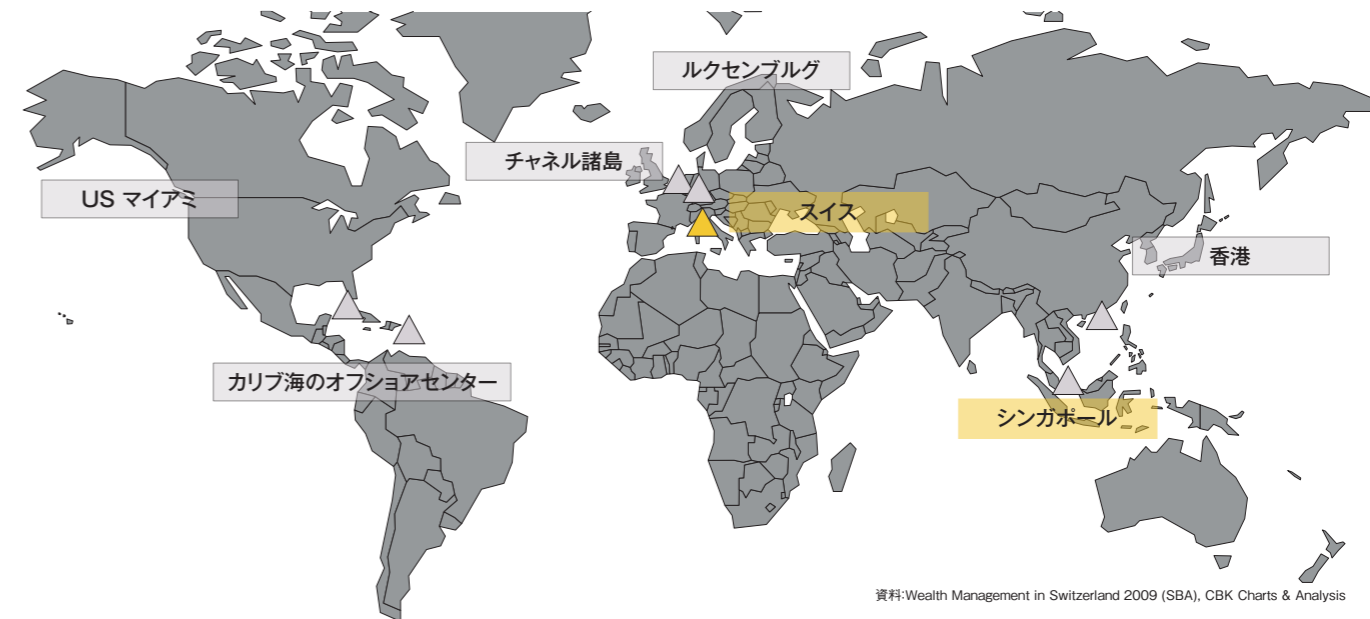 ルクセンブルグ
チャネル諸島
US マイアミ
スイス
香港
カリブ海のオフショアセンター
シンガポール
資料:Wealth Management in Switzerland 2009 (SBA), CBK Charts & Analysis